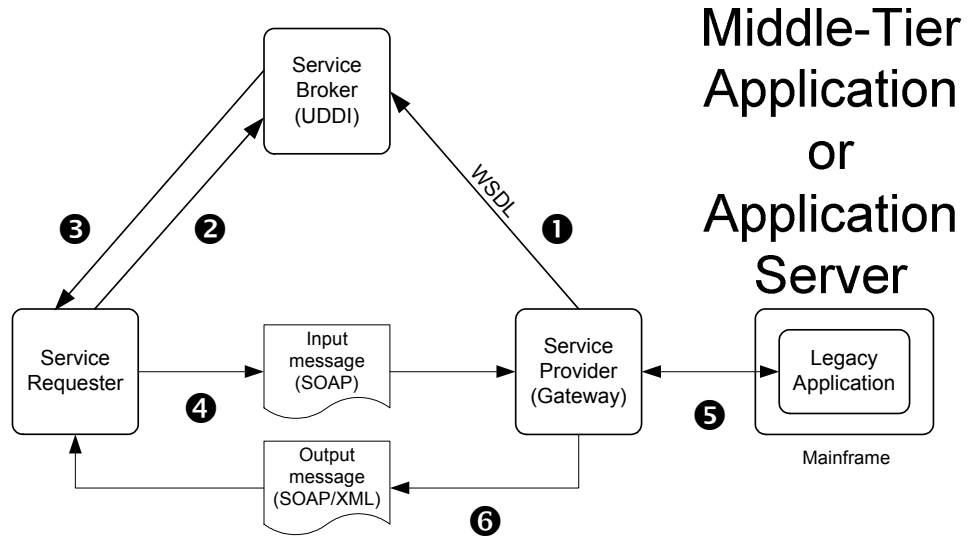 Middle-Tier
Application
or
Application
Server
Service
Broker
(UDDI)
WSDL
❸
❷
❶
Service
Requester
Input
message
(SOAP)
Service
Provider
(Gateway)
Legacy
Application
❹
❺
Mainframe
Output
message
(SOAP/XML)
❻